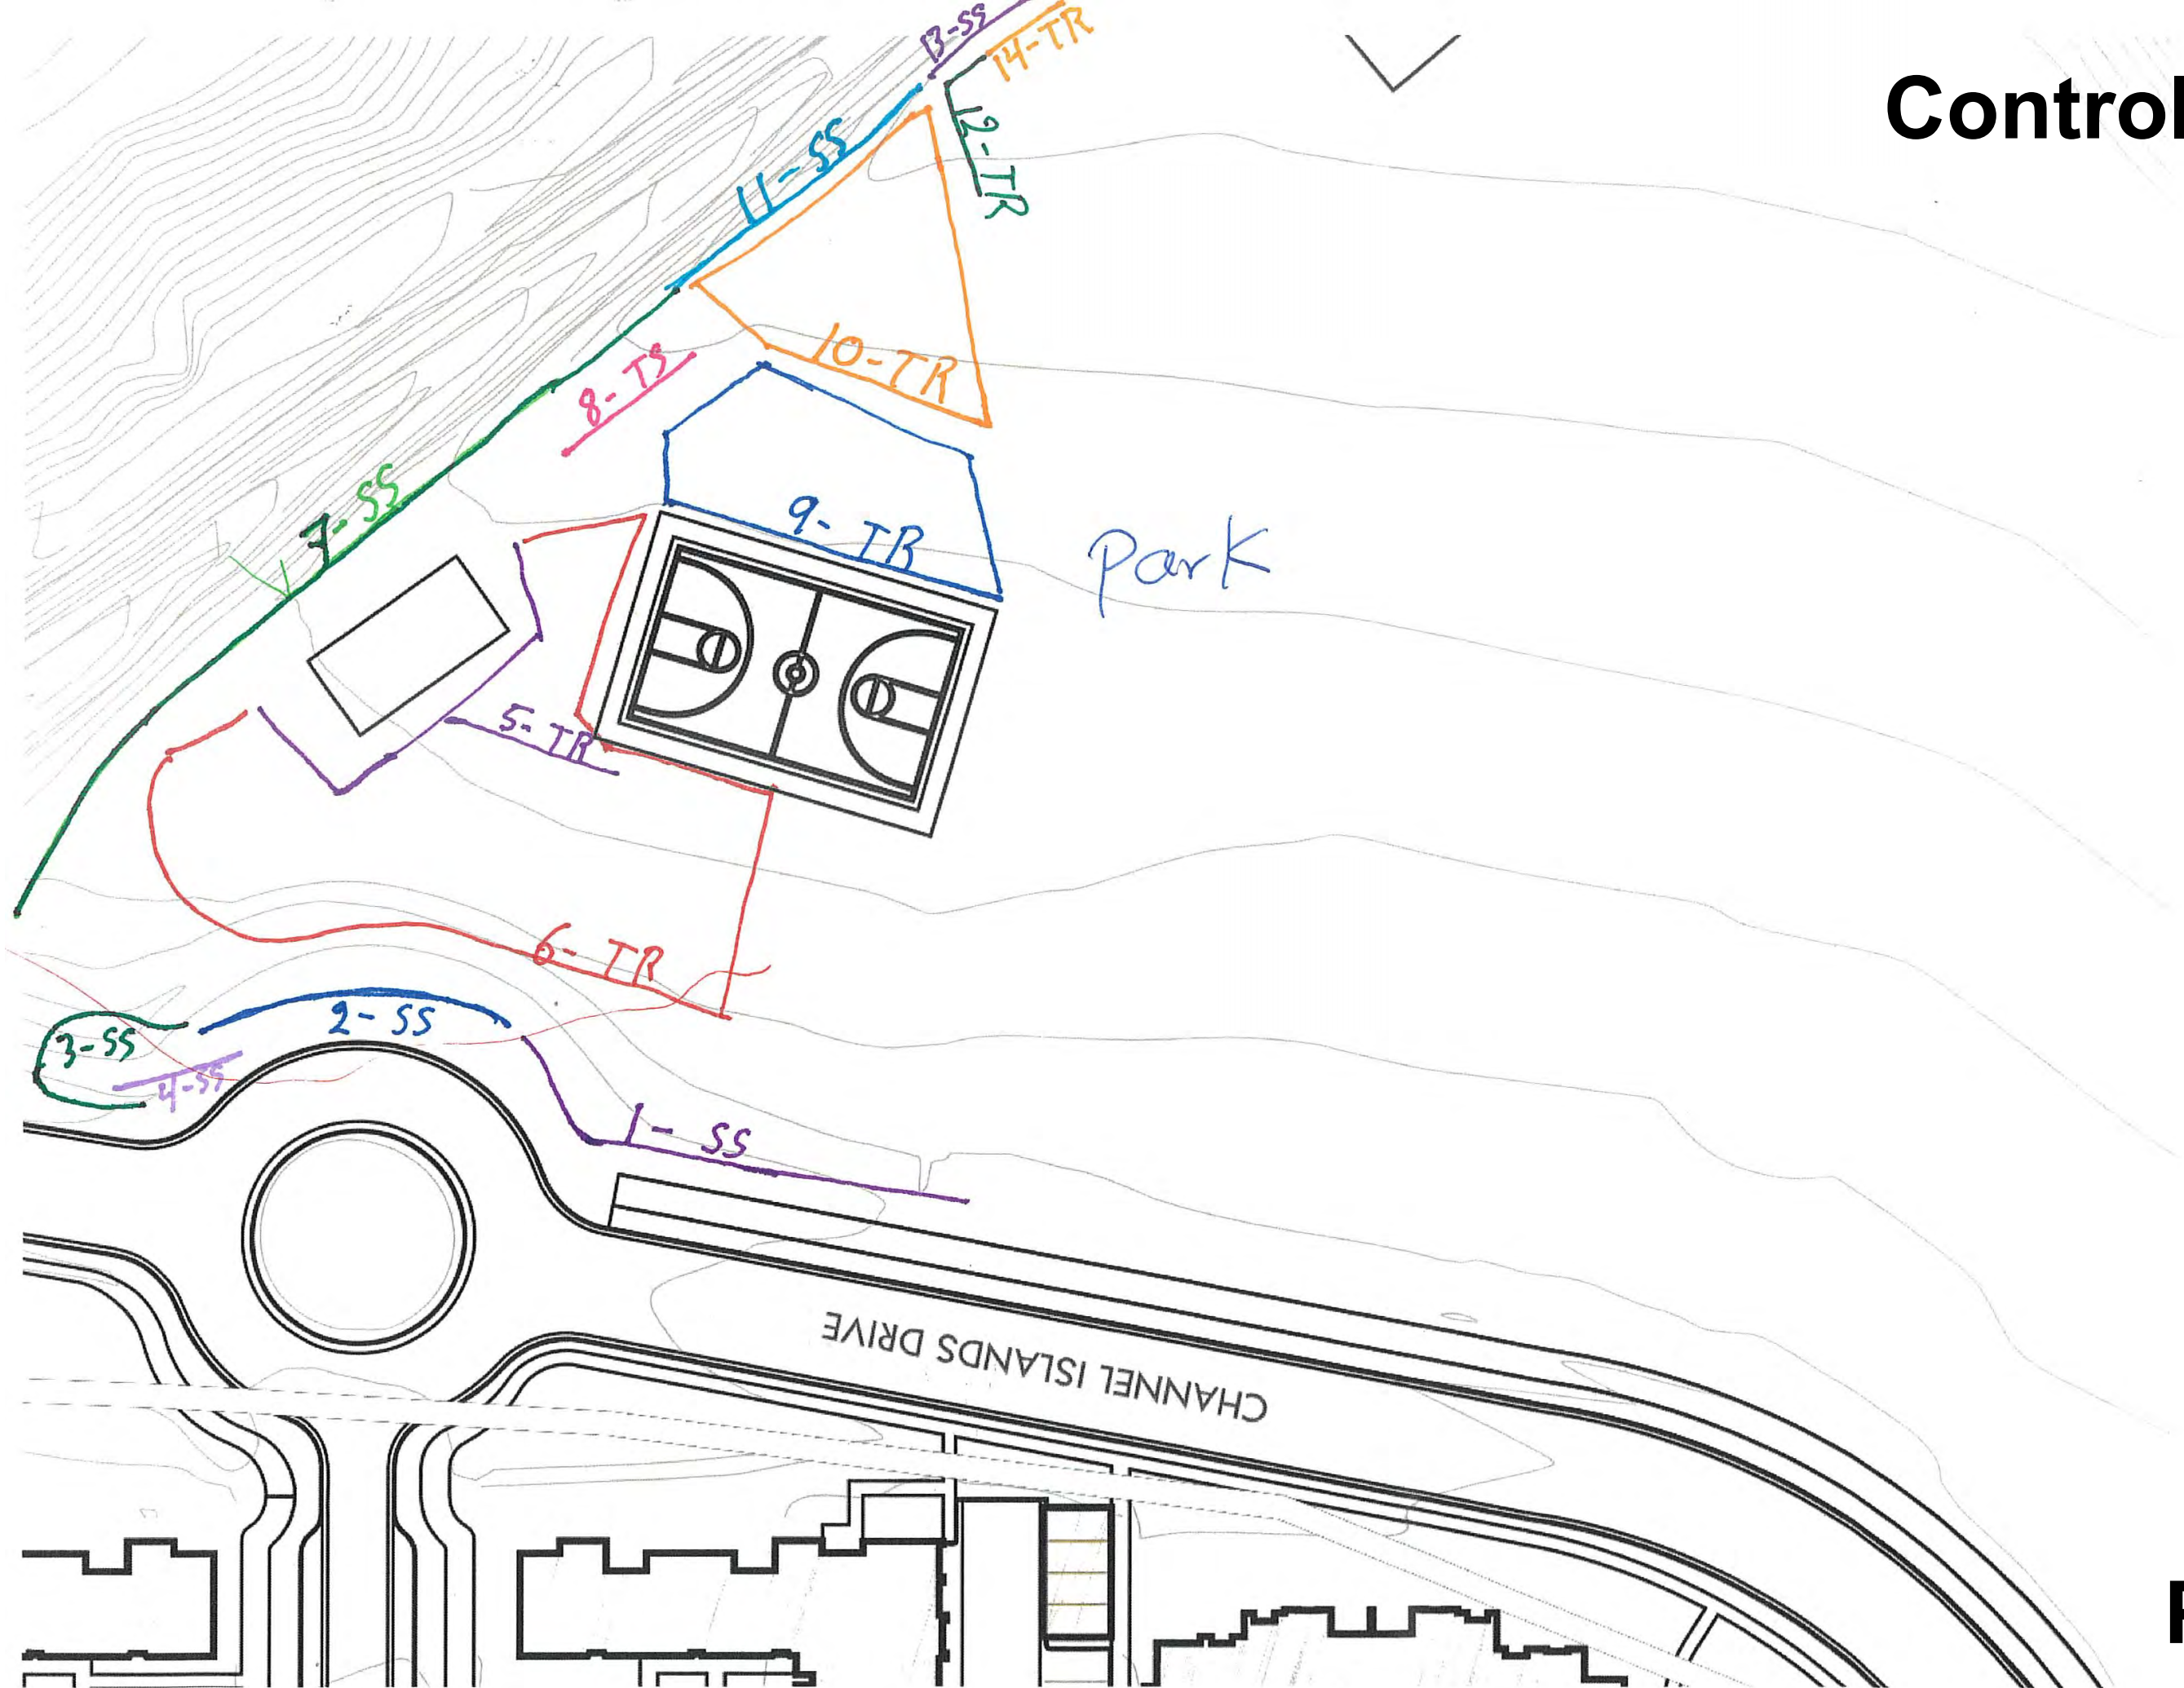 13-SS
14-TR
Control
12-TR
11-SS
10-TR
8-TS
7-SS
9-TR
Park
5-TR
6-TR
2-SS
3-SS
4-SS
1-SS
CHANNEL ISLANDS DRIVE